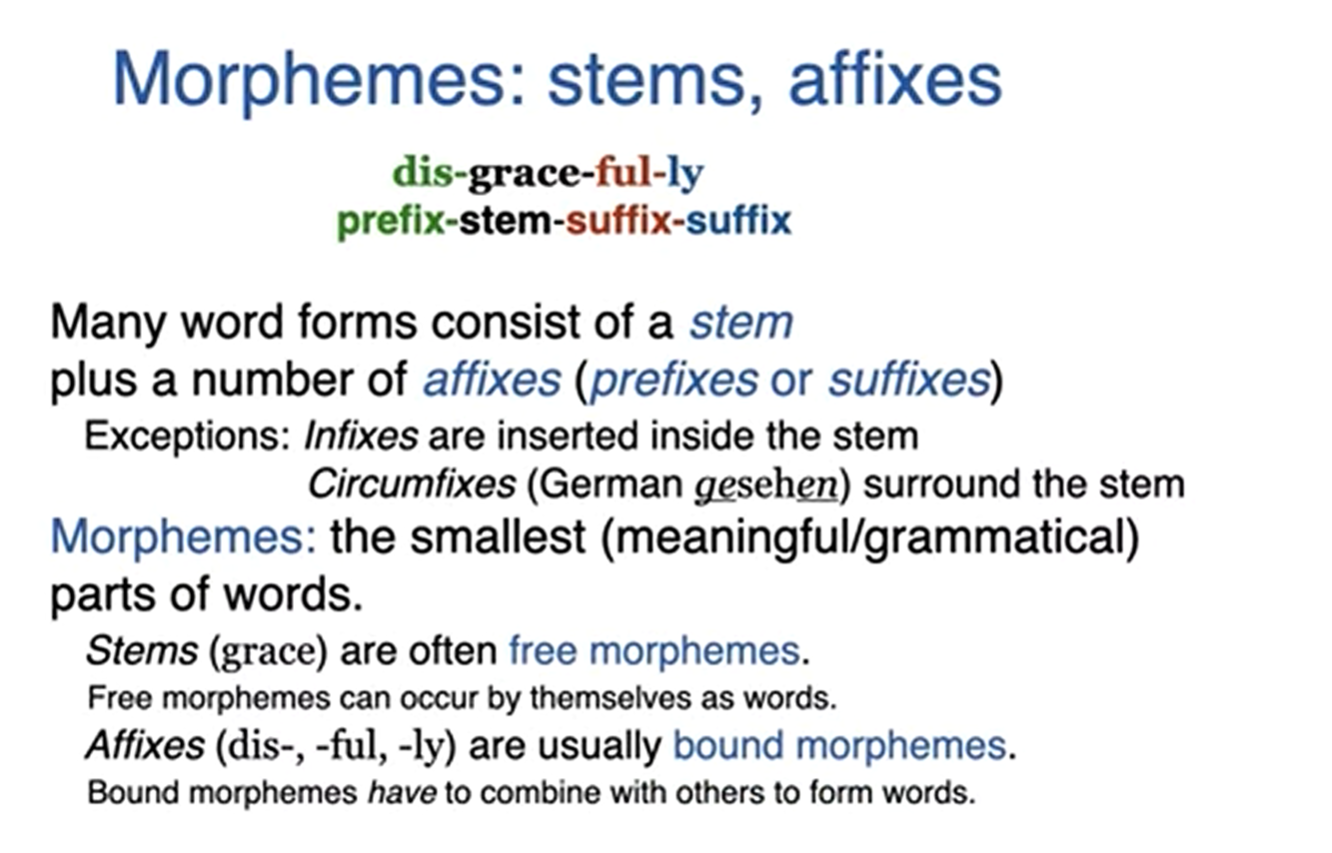 Morphemes: stems, affixes
dis-grace-ful-ly
prefix-stem-suffix-suffix
Many word forms consist of a stem
plus a number of affixes (prefixes or suffixes)
Exceptions: Infixes are inserted inside the stem
Circumfixes (German gesehen) surround the stem
Morphemes: the smallest (meaningful/grammatical)
parts of words.
Stems (grace) are often free morphemes.
Free morphemes can occur by themselves as words.
Affixes (dis-, -ful, -ly) are usually bound morphemes.
Bound morphemes have to combine with others to form words.